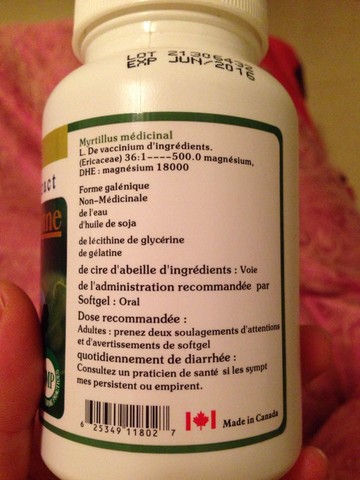 LOT 21306432
EXP JUN/2016
Myrtillus médicinal
L. De vaccinium d'ingrédients.
(Ericaceae) 36:1----500.0 magnésium,
DHE : magnésium 18000
Forme galénique
Non-Médicinale
de l'eau
d'huile de soja
de lécithine de glycérine
de gélatine
de cire d'abeille d'ingrédients : Voie
de l'administration recommandée par
Softgel : Oral
Dose recommandée :
Adultes : prenez deux soulagements d'attentions
et d'avertissements de softgel
quotidiennement de diarrhée :
Consultez un praticien de santé si les sympt
mes persistent ou empirent.
6 25349 11802 7
Made in Canada